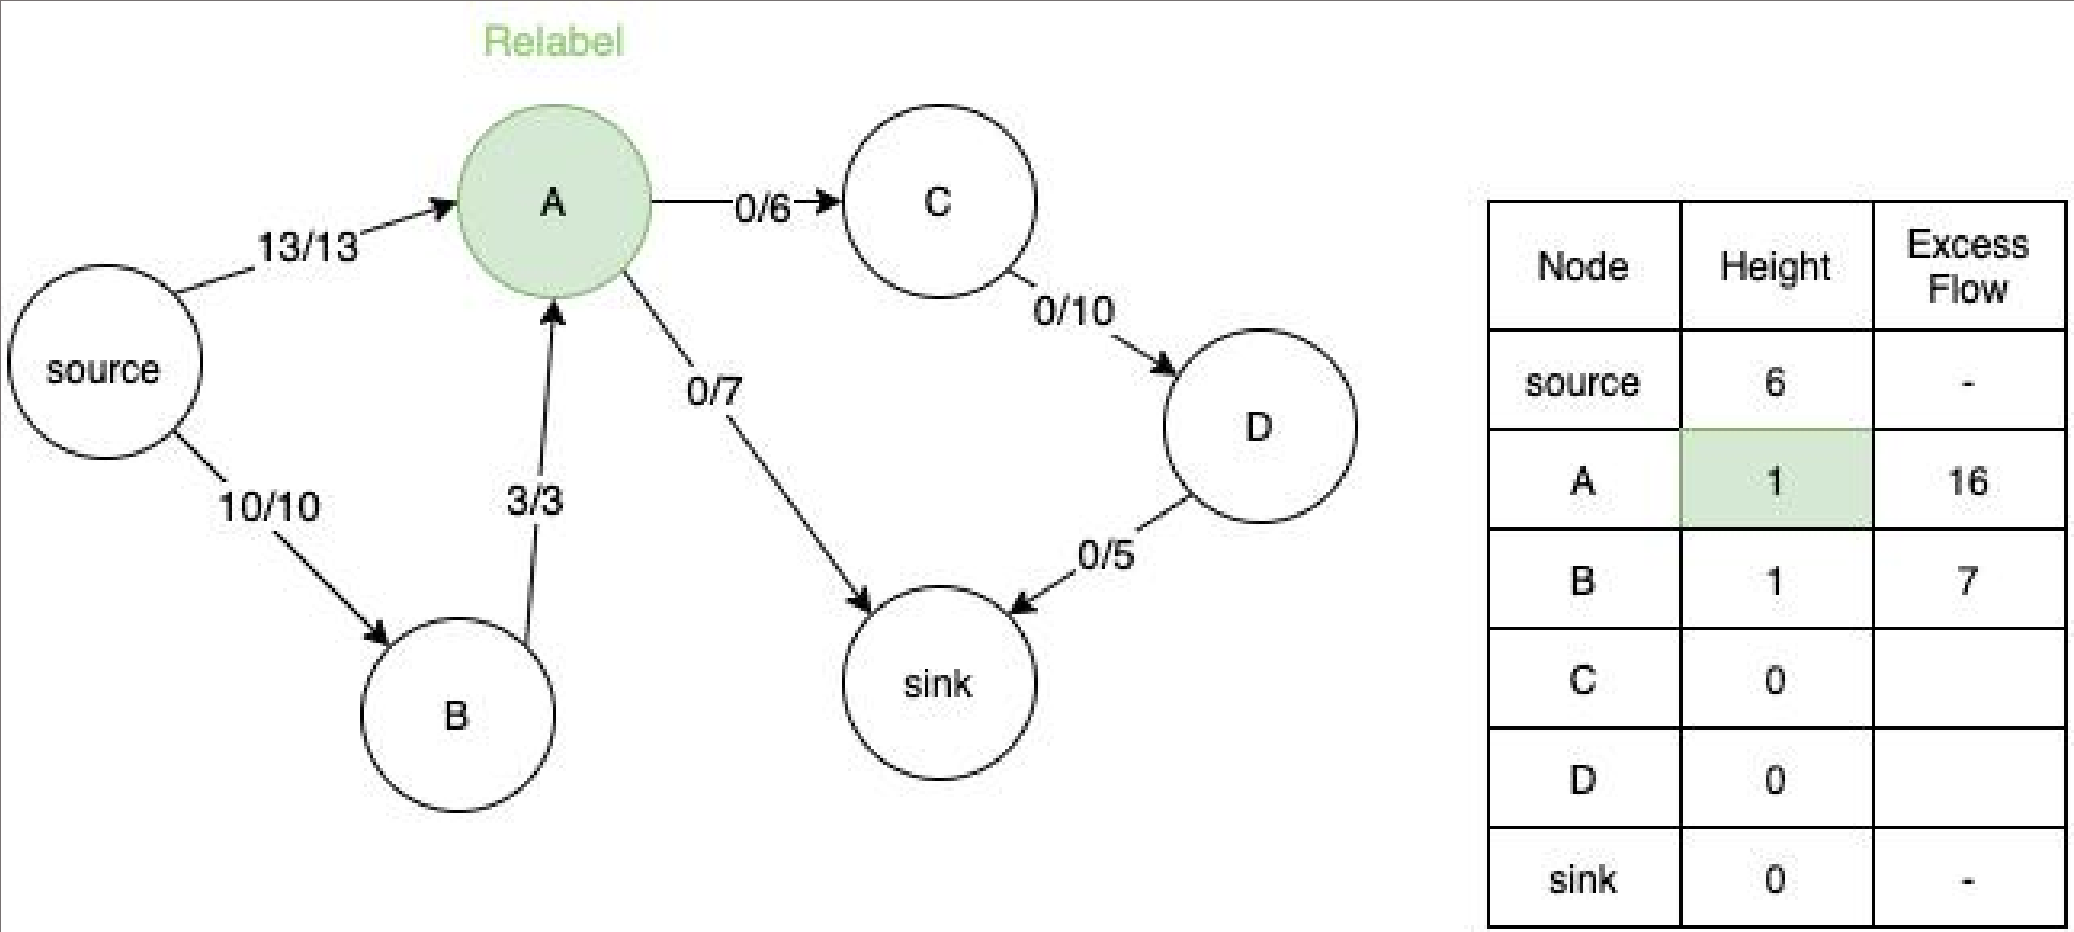 Relabel
A
C
0/6
13/13
source
0/10
0/7
D
10/10
3/3
0/5
B
sink
Node Height Excess
Flow
source 6 -
A 1 16
B 1 7
C 0
D 0
sink 0 -